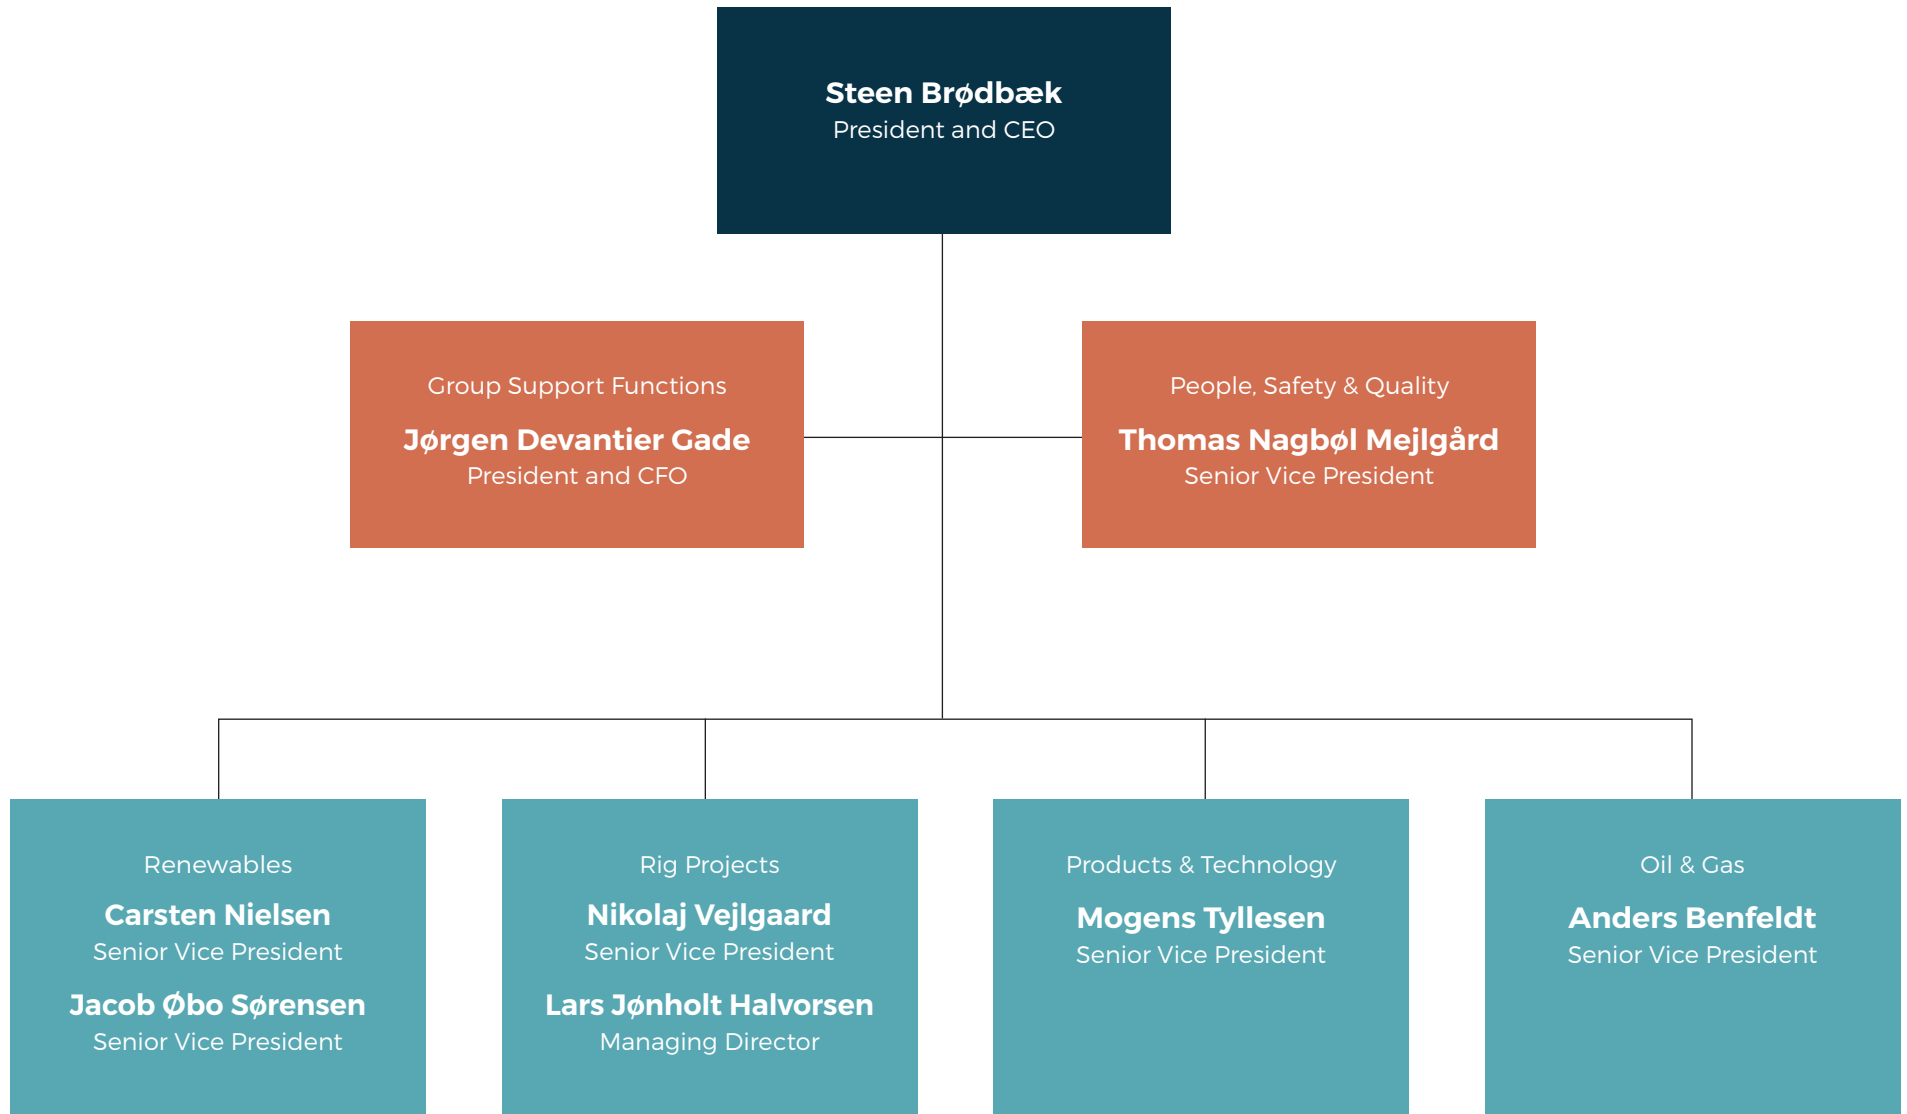 Steen Brødbæk
President and CEO
Group Support Functions
Jørgen Devantier Gade
President and CFO
People, Safety & Quality
Thomas Nagbøl Mejlgård
Senior Vice President
Renewables
Carsten Nielsen
Senior Vice President
Jacob Øbo Sørensen
Senior Vice President
Rig Projects
Nikolaj Vejlgaard
Senior Vice President
Lars Jønholt Halvorsen
Managing Director
Products & Technology
Mogens Tyllesen
Senior Vice President
Oil & Gas
Anders Benfeldt
Senior Vice President